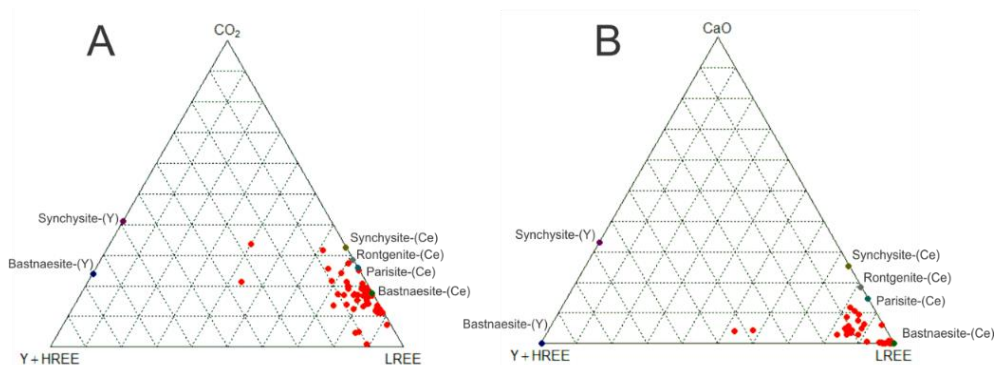 A
CO₂
Synchysite-(Y)
Bastnaesite-(Y)
Synchysite-(Ce)
Rontgenite-(Ce)
Parisite-(Ce)
Bastnaesite-(Ce)
Y + HREE
LREE
B
CaO
Synchysite-(Y)
Bastnaesite-(Y)
Synchysite-(Ce)
Rontgenite-(Ce)
Parisite-(Ce)
Bastnaesite-(Ce)
Y + HREE
LREE